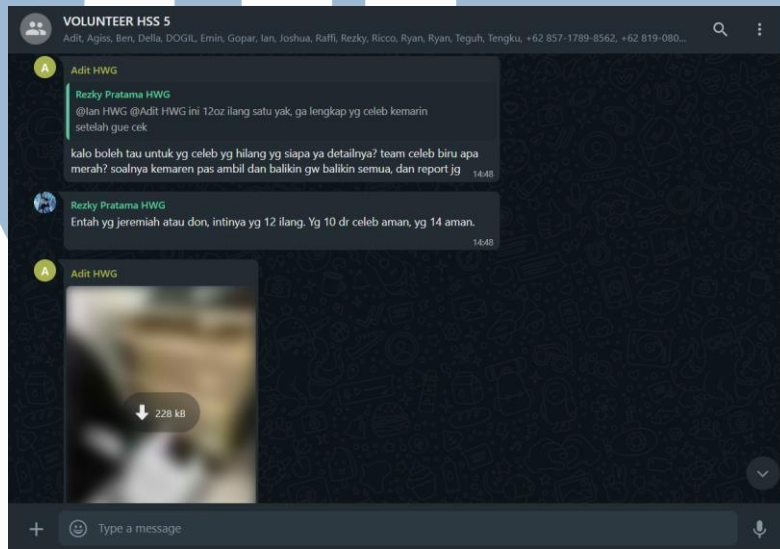 VOLUNTEER HSS 5
Adit, Agiss, Ben, Della, DOGIL, Emin, Gopar, Ian, Joshua, Raffi, Rezky, Ricco, Ryan, Ryan, Teguh, Tengku, +62 857-1789-8562, +62 819-080...
A
Adit HWG
Rezky Pratama HWG
@Ian HWG @Adit HWG ini 12oz ilang satu yak, ga lengkap yg celeb kemarin
setelah gue cek
kalo boleh tau untuk yg celeb yg hilang yg siapa ya detailnya? team celeb biru apa
merah? soalnya kemaren pas ambil dan balikin gw balikin semua, dan report jg
14:48
Rezky Pratama HWG
Entah yg jeremiah atau don, intinya yg 12 ilang. Yg 10 dr celeb aman, yg 14 aman.
14:48
A
Adit HWG
228 kB
Type a message